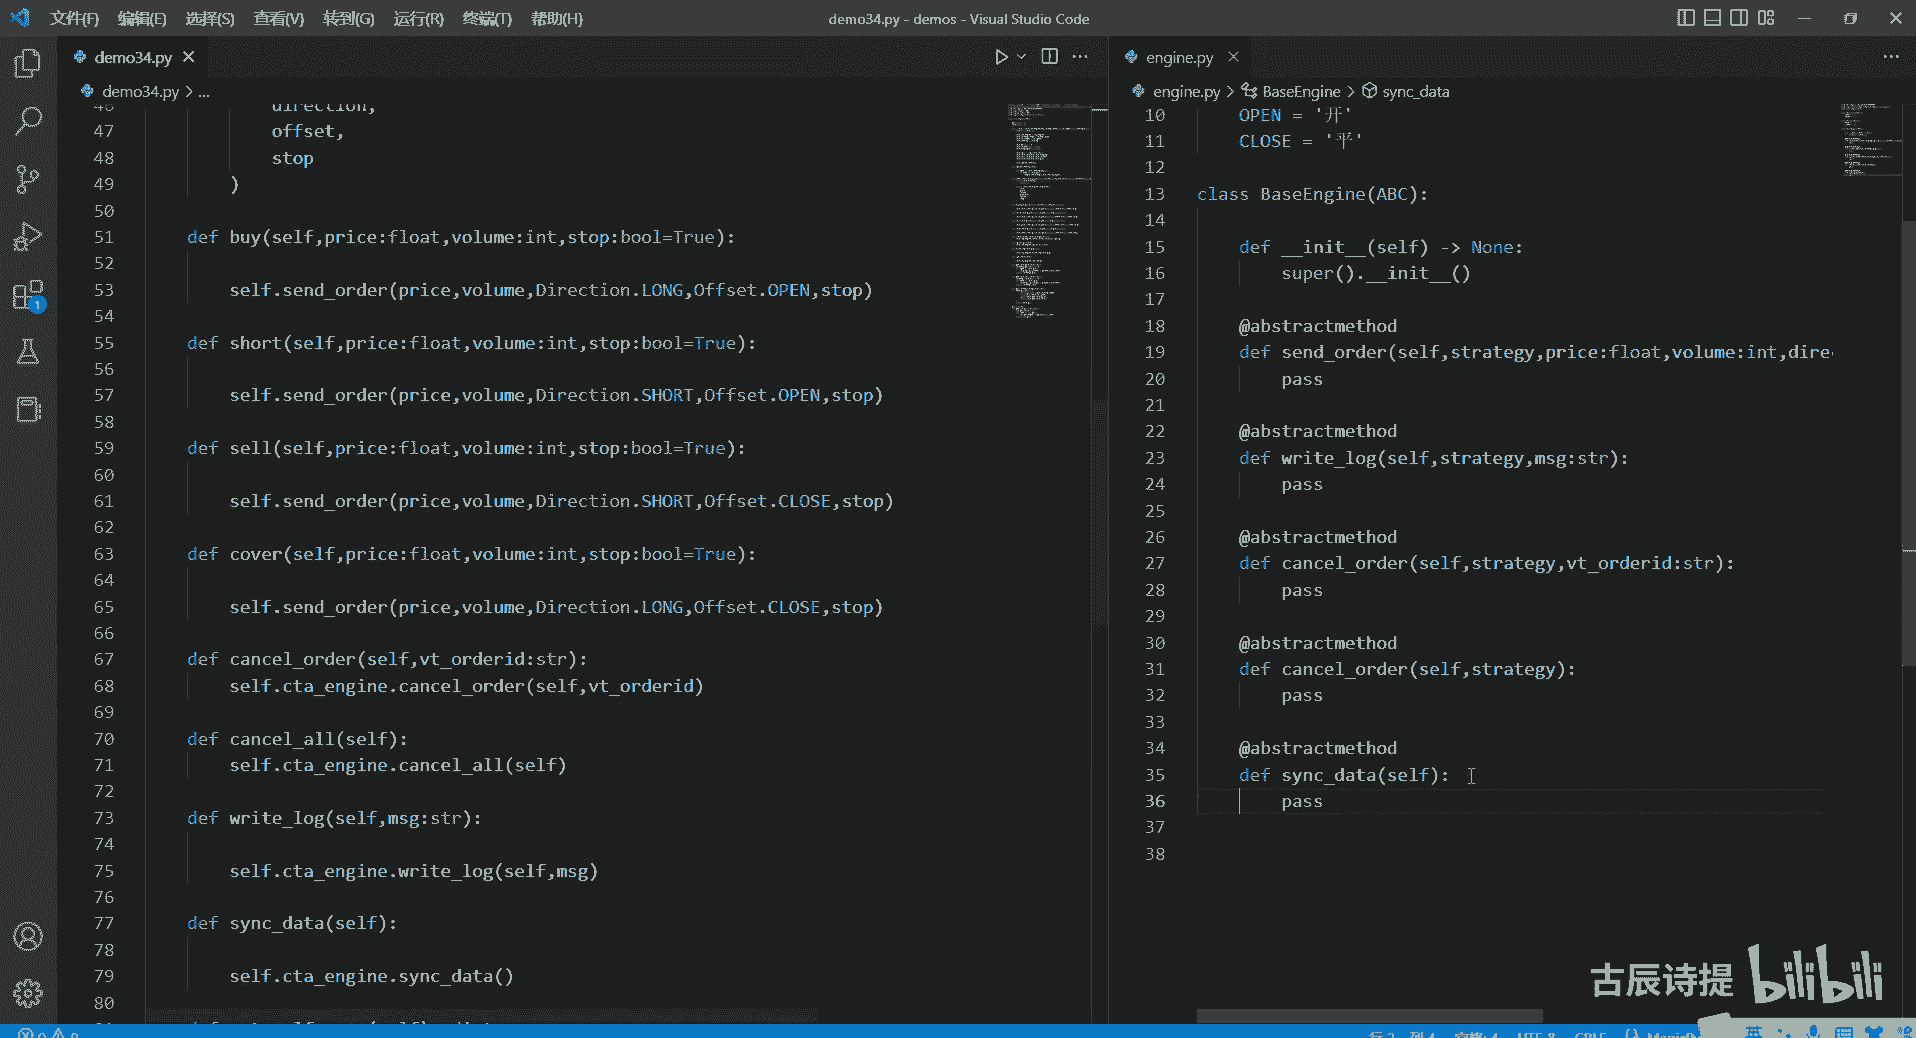 文件(F) 编辑(E) 选择(S) 查看(V) 转到(G) 运行(R) 终端(T) 帮助(H)
demo34.py - demos - Visual Studio Code
demo34.py
demo34.py > ...
46 direction,
47 offset,
48 stop
49 )
50
51 def buy(self,price:float,volume:int,stop:bool=True):
52
53 self.send_order(price,volume,Direction.LONG,Offset.OPEN,stop)
54
55 def short(self,price:float,volume:int,stop:bool=True):
56
57 self.send_order(price,volume,Direction.SHORT,Offset.OPEN,stop)
58
59 def sell(self,price:float,volume:int,stop:bool=True):
60
61 self.send_order(price,volume,Direction.SHORT,Offset.CLOSE,stop)
62
63 def cover(self,price:float,volume:int,stop:bool=True):
64
65 self.send_order(price,volume,Direction.LONG,Offset.CLOSE,stop)
66
67 def cancel_order(self,vt_orderid:str):
68 self.cta_engine.cancel_order(self,vt_orderid)
69
70 def cancel_all(self):
71 self.cta_engine.cancel_all(self)
72
73 def write_log(self,msg:str):
74
75 self.cta_engine.write_log(self,msg)
76
77 def sync_data(self):
78
79 self.cta_engine.sync_data()
80
engine.py
engine.py > BaseEngine > sync_data
10 OPEN = '开'
11 CLOSE = '平'
12
13 class BaseEngine(ABC):
14
15 def __init__(self) -> None:
16 super().__init__()
17
18 @abstractmethod
19 def send_order(self,strategy,price:float,volume:int,dire
20 pass
21
22 @abstractmethod
23 def write_log(self,strategy,msg:str):
24 pass
25
26 @abstractmethod
27 def cancel_order(self,strategy,vt_orderid:str):
28 pass
29
30 @abstractmethod
31 def cancel_order(self,strategy):
32 pass
33
34 @abstractmethod
35 def sync_data(self):
36 pass
37
38
1
古辰诗提 bilibili
英